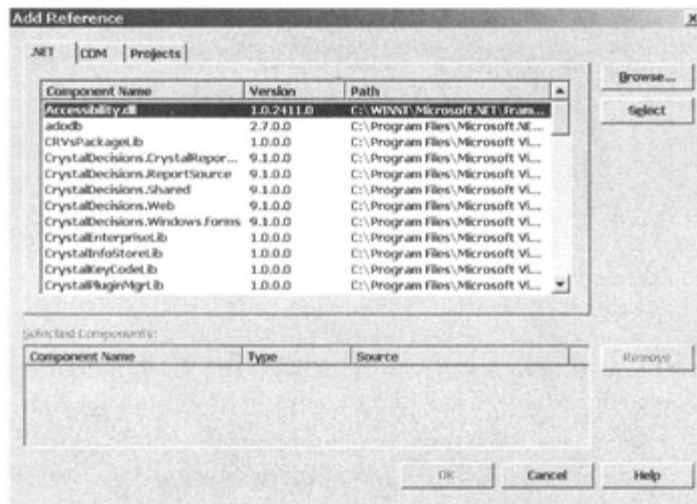 Add Reference
.NET COM Projects
Component Name Version Path
Accessibility.dll 1.0.2411.0 C:\WINNT\Microsoft.NET\Fram...
adodb 2.7.0.0 C:\Program Files\Microsoft.NE...
CRVsPackageLib 1.0.0.0 C:\Program Files\Microsoft Vi...
CrystalDecisions.CrystalRepor... 9.1.0.0 C:\Program Files\Microsoft Vi...
CrystalDecisions.ReportSource 9.1.0.0 C:\Program Files\Microsoft Vi...
CrystalDecisions.Shared 9.1.0.0 C:\Program Files\Microsoft Vi...
CrystalDecisions.Web 9.1.0.0 C:\Program Files\Microsoft Vi...
CrystalDecisions.Windows.Forms 9.1.0.0 C:\Program Files\Microsoft Vi...
CrystalEnterpriseLib 1.0.0.0 C:\Program Files\Microsoft Vi...
CrystalInfoStoreLib 1.0.0.0 C:\Program Files\Microsoft Vi...
CrystalKeyCodeLib 1.0.0.0 C:\Program Files\Microsoft Vi...
CrystalPluginMgrLib 1.0.0.0 C:\Program Files\Microsoft Vi...
Browse...
Select
Selected Components:
Component Name Type Source
Remove
OK Cancel Help